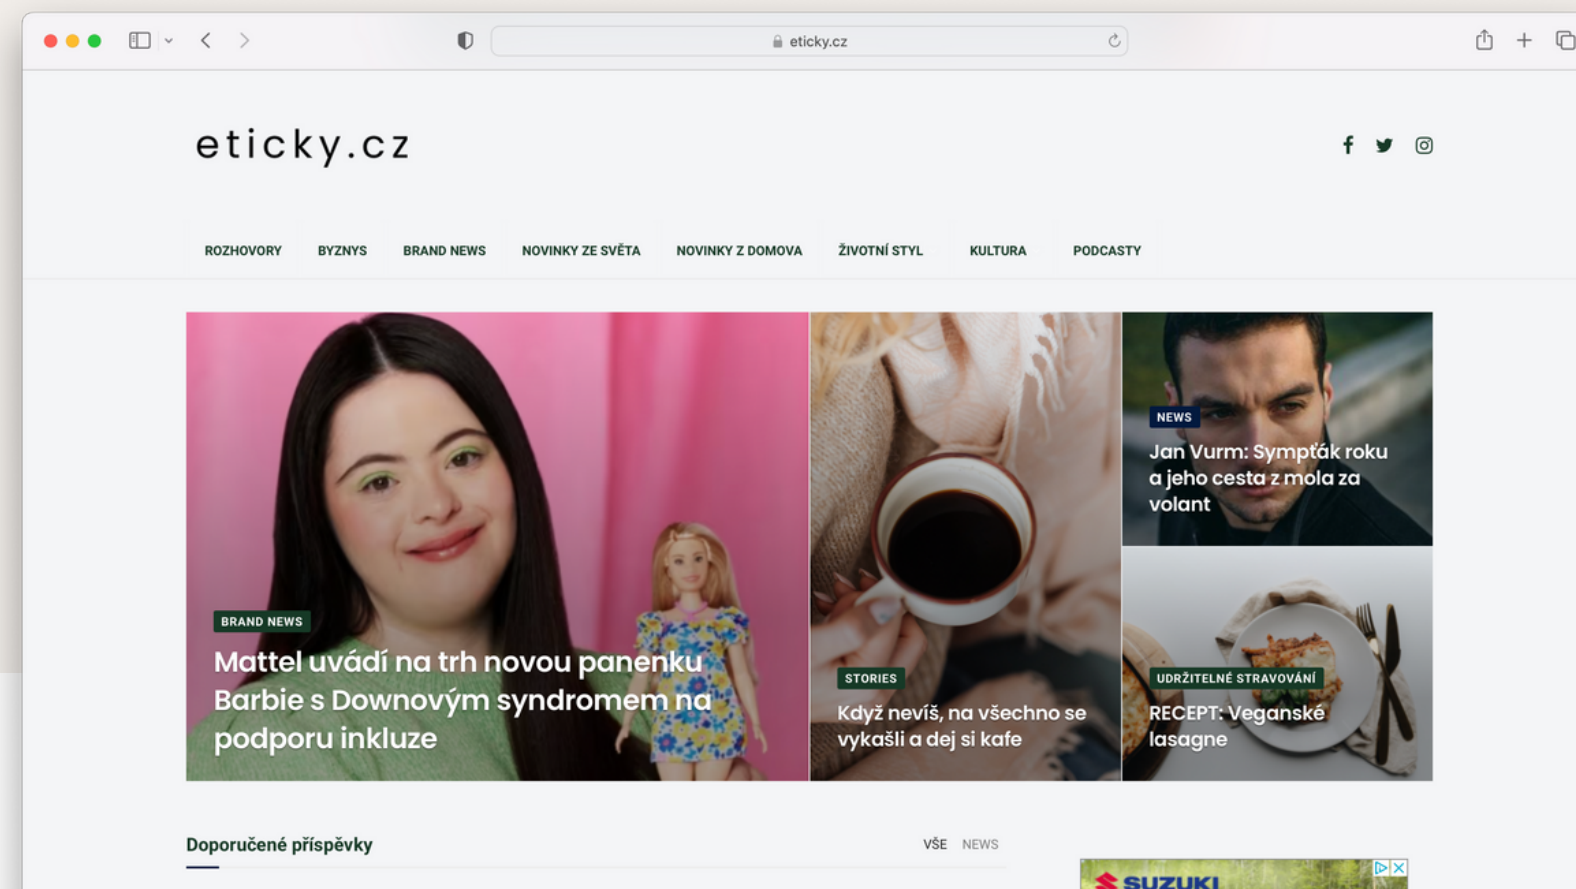 eticky.cz
eticky.cz
ROZHOVORY BYZNYS BRAND NEWS NOVINKY ZE SVĚTA NOVINKY Z DOMOVA ŽIVOTNÍ STYL KULTURA PODCASTY
BRAND NEWS
Mattel uvádí na trh novou panenku
Barbie s Downovým syndromem na
podporu inkluze
STORIES
Když nevíš, na všechno se
vykašli a dej si kafe
NEWS
Jan Vurm: Sympťák roku
a jeho cesta z mola za
volant
UDRŽITELNÉ STRAVOVÁNÍ
RECEPT: Veganské
lasagne
Doporučené příspěvky
VŠE NEWS
SUZUKI